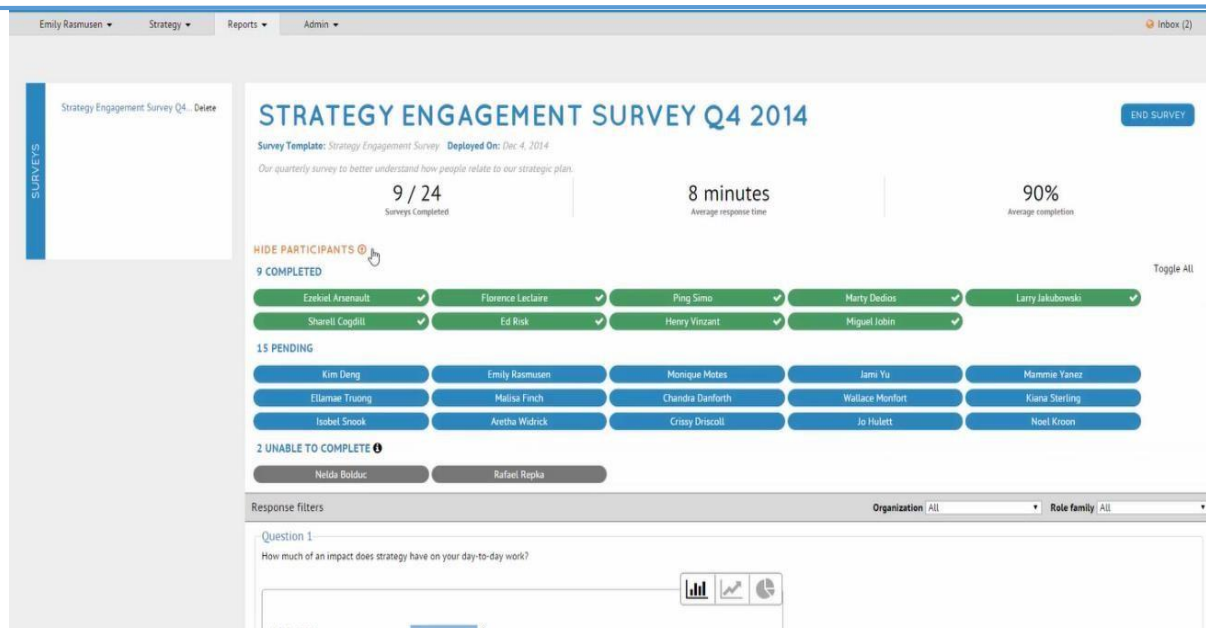 Emily Rasmusen Strategy Reports Admin Inbox (2)
SURVEYS
Strategy Engagement Survey Q4... Delete
STRATEGY ENGAGEMENT SURVEY Q4 2014
END SURVEY
Survey Template: Strategy Engagement Survey Deployed On: Dec 4, 2014
Our quarterly survey to better understand how people relate to our strategic plan.
9 / 24 8 minutes 90%
Surveys Completed Average response time Average completion
HIDE PARTICIPANTS
9 COMPLETED Toggle All
Ezekiel Arsenault Florence Leclaire Ping Simo Marty Dedios Larry Jakubowski
Sharell Cogdill Ed Risk Henry Vinzant Miguel Jobin
15 PENDING
Kim Deng Emily Rasmusen Monique Motes Jami Yu Mammie Yanez
Ellamae Truong Malisa Finch Chandra Danforth Wallace Monfort Kiana Sterling
Isobel Snook Aretha Widrick Crissy Driscoll Jo Hulett Noel Kroon
2 UNABLE TO COMPLETE
Nelda Bolduc Rafael Repka
Response filters Organization All Role family All
Question 1
How much of an impact does strategy have on your day-to-day work?